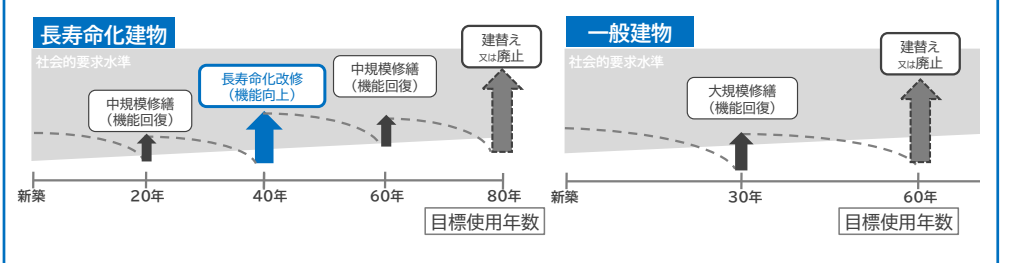 長寿命化建物
社会的要求水準
中規模修繕
（機能回復）
長寿命化改修
（機能向上）
中規模修繕
（機能回復）
建替え
又は廃止
新築
20年
40年
60年
80年
目標使用年数
一般建物
社会的要求水準
大規模修繕
（機能回復）
建替え
又は廃止
新築
30年
60年
目標使用年数